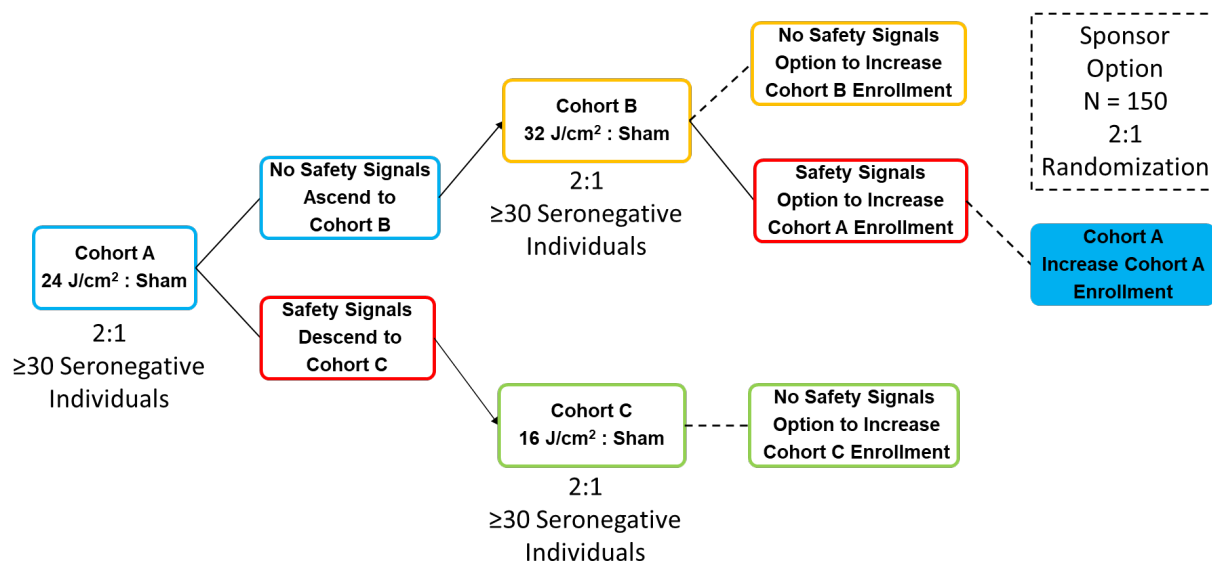 Cohort A
24 J/cm² : Sham
2:1
≥30 Seronegative
Individuals
No Safety Signals
Ascend to
Cohort B
Safety Signals
Descend to
Cohort C
Cohort B
32 J/cm² : Sham
2:1
≥30 Seronegative
Individuals
Cohort C
16 J/cm² : Sham
2:1
≥30 Seronegative
Individuals
No Safety Signals
Option to Increase
Cohort B Enrollment
Safety Signals
Option to Increase
Cohort A Enrollment
No Safety Signals
Option to Increase
Cohort C Enrollment
Sponsor
Option
N = 150
2:1
Randomization
Cohort A
Increase Cohort A
Enrollment